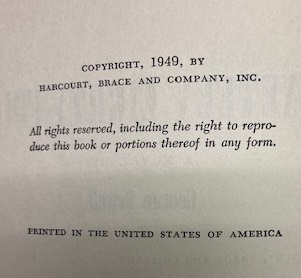 COPYRIGHT, 1949, BY
HARCOURT, BRACE AND COMPANY, INC.
All rights reserved, including the right to repro-
duce this book or portions thereof in any form.
PRINTED IN THE UNITED STATES OF AMERICA